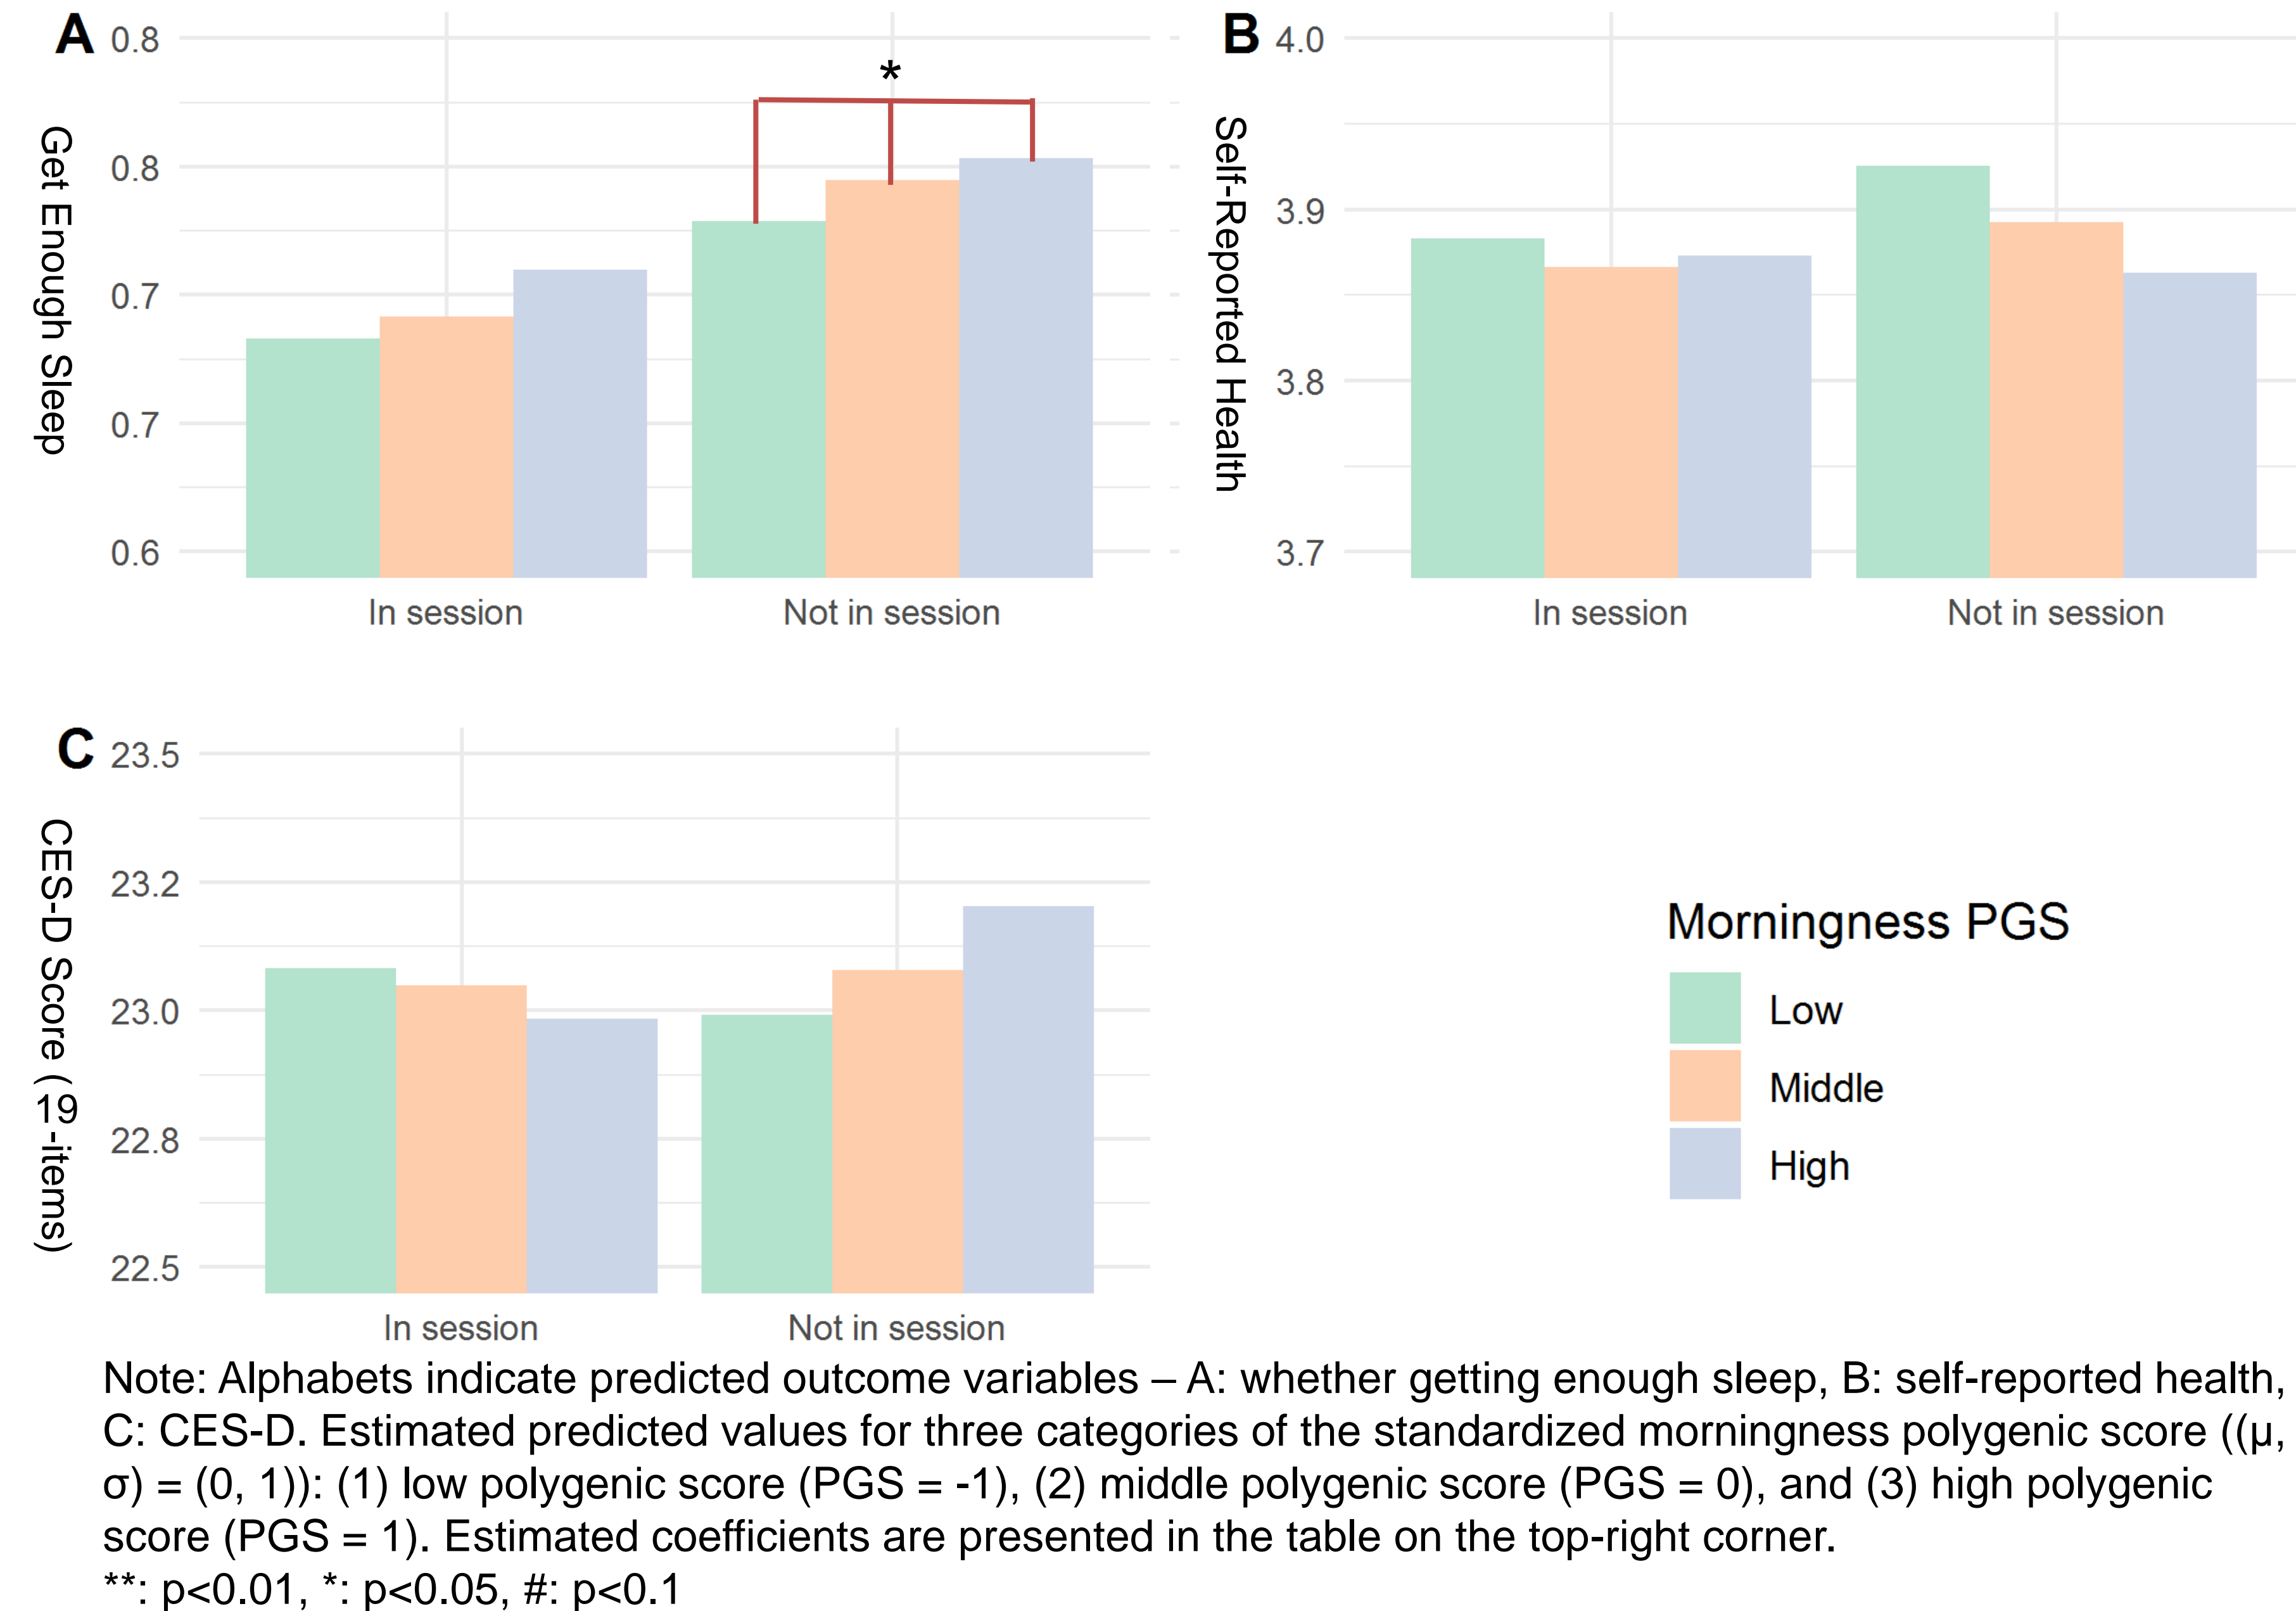 A
0.8
0.8
0.7
0.7
0.6
Get Enough Sleep
*
In session
Not in session
B
4.0
3.9
3.8
3.7
Self-Reported Health
In session
Not in session
C
23.5
23.2
23.0
22.8
22.5
CES-D Score (19-items)
In session
Not in session
Morningness PGS
Low
Middle
High
Note: Alphabets indicate predicted outcome variables – A: whether getting enough sleep, B: self-reported health,
C: CES-D. Estimated predicted values for three categories of the standardized morningness polygenic score ((μ,
σ) = (0, 1)): (1) low polygenic score (PGS = -1), (2) middle polygenic score (PGS = 0), and (3) high polygenic
score (PGS = 1). Estimated coefficients are presented in the table on the top-right corner.
**: p<0.01, *: p<0.05, #: p<0.1